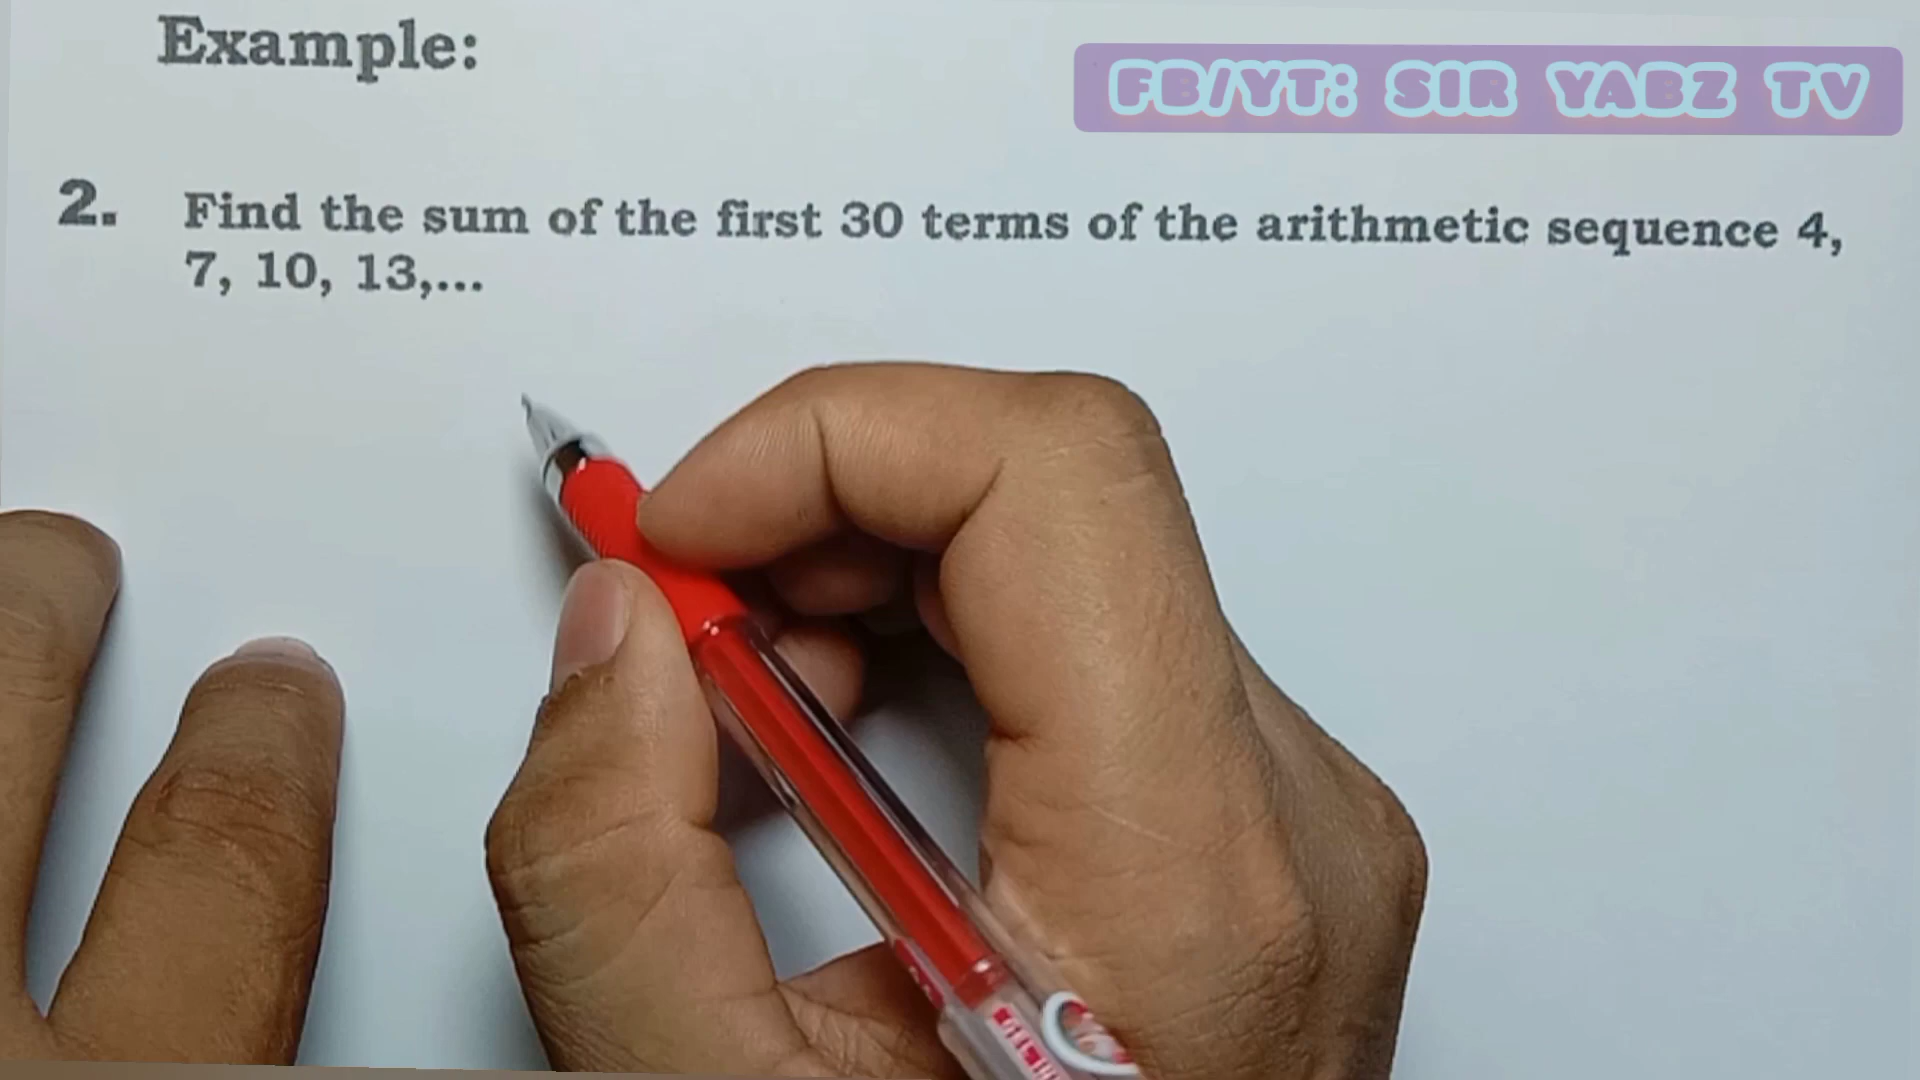 Example:
FB/YT: SIR YABZ TV
2. Find the sum of the first 30 terms of the arithmetic sequence 4,
7, 10, 13,...